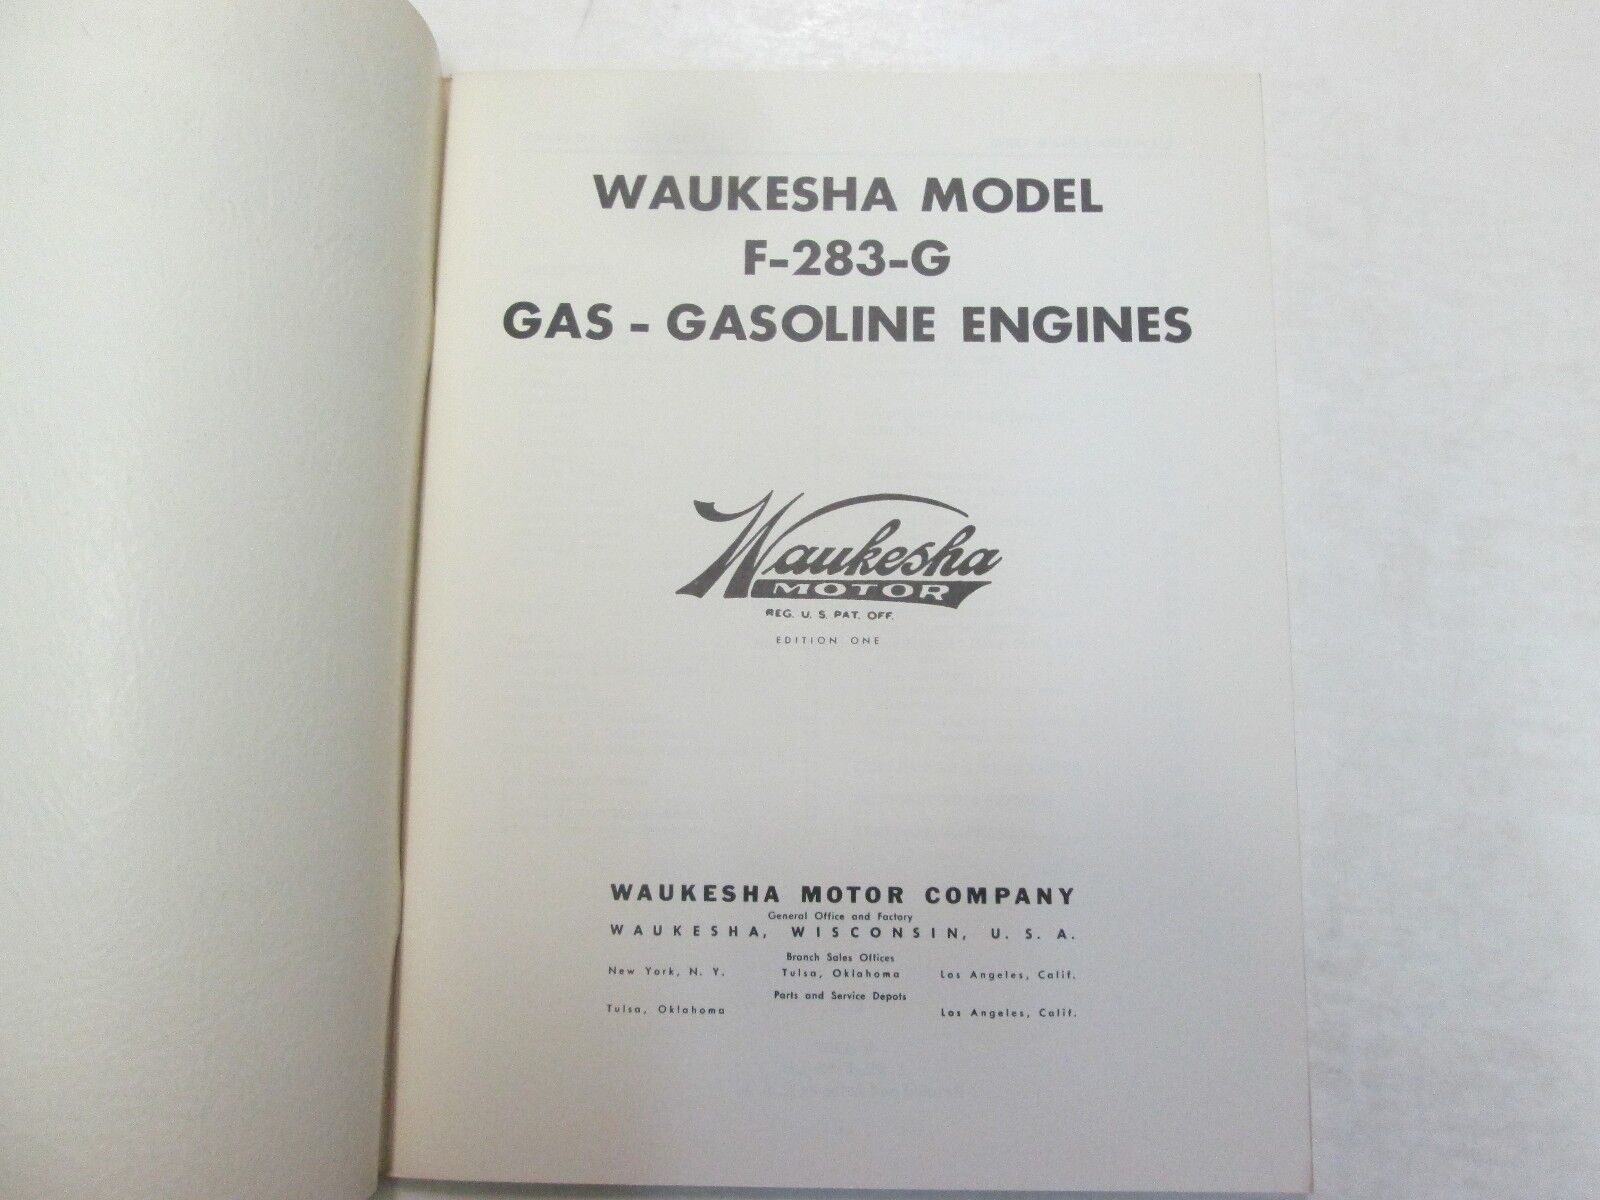 WAUKESHA MODEL
F-283-G
GAS - GASOLINE ENGINES
Waukesha
MOTOR
REG. U. S. PAT. OFF.
EDITION ONE
WAUKESHA MOTOR COMPANY
General Office and Factory
WAUKESHA, WISCONSIN, U. S. A.
Branch Sales Offices
New York, N. Y. Tulsa, Oklahoma Los Angeles, Calif.
Parts and Service Depots
Tulsa, Oklahoma Los Angeles, Calif.